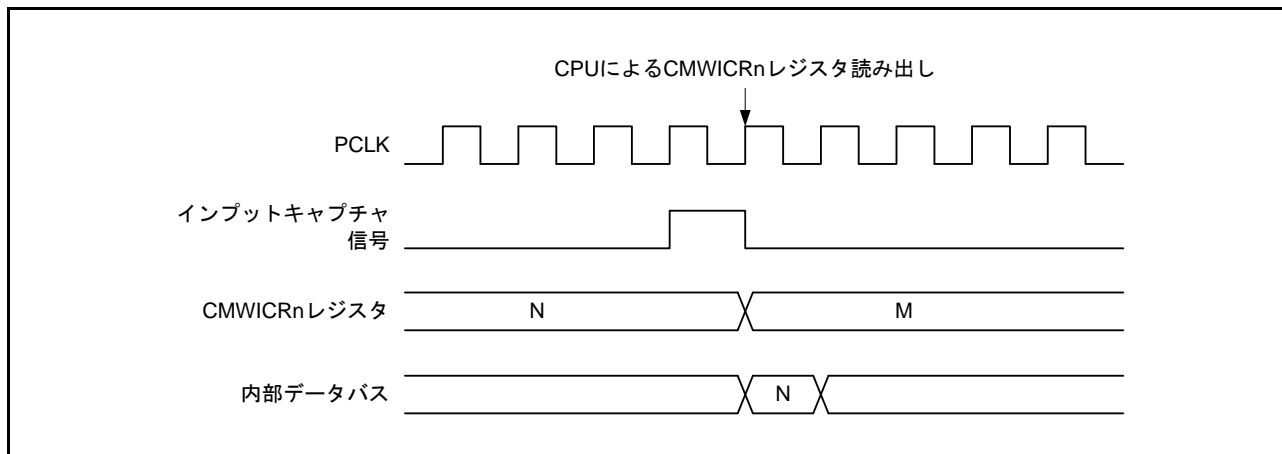 CPUによるCMWICRnレジスタ読み出し
PCLK
インプットキャプチャ
信号
CMWICRnレジスタ
N
M
内部データバス
N